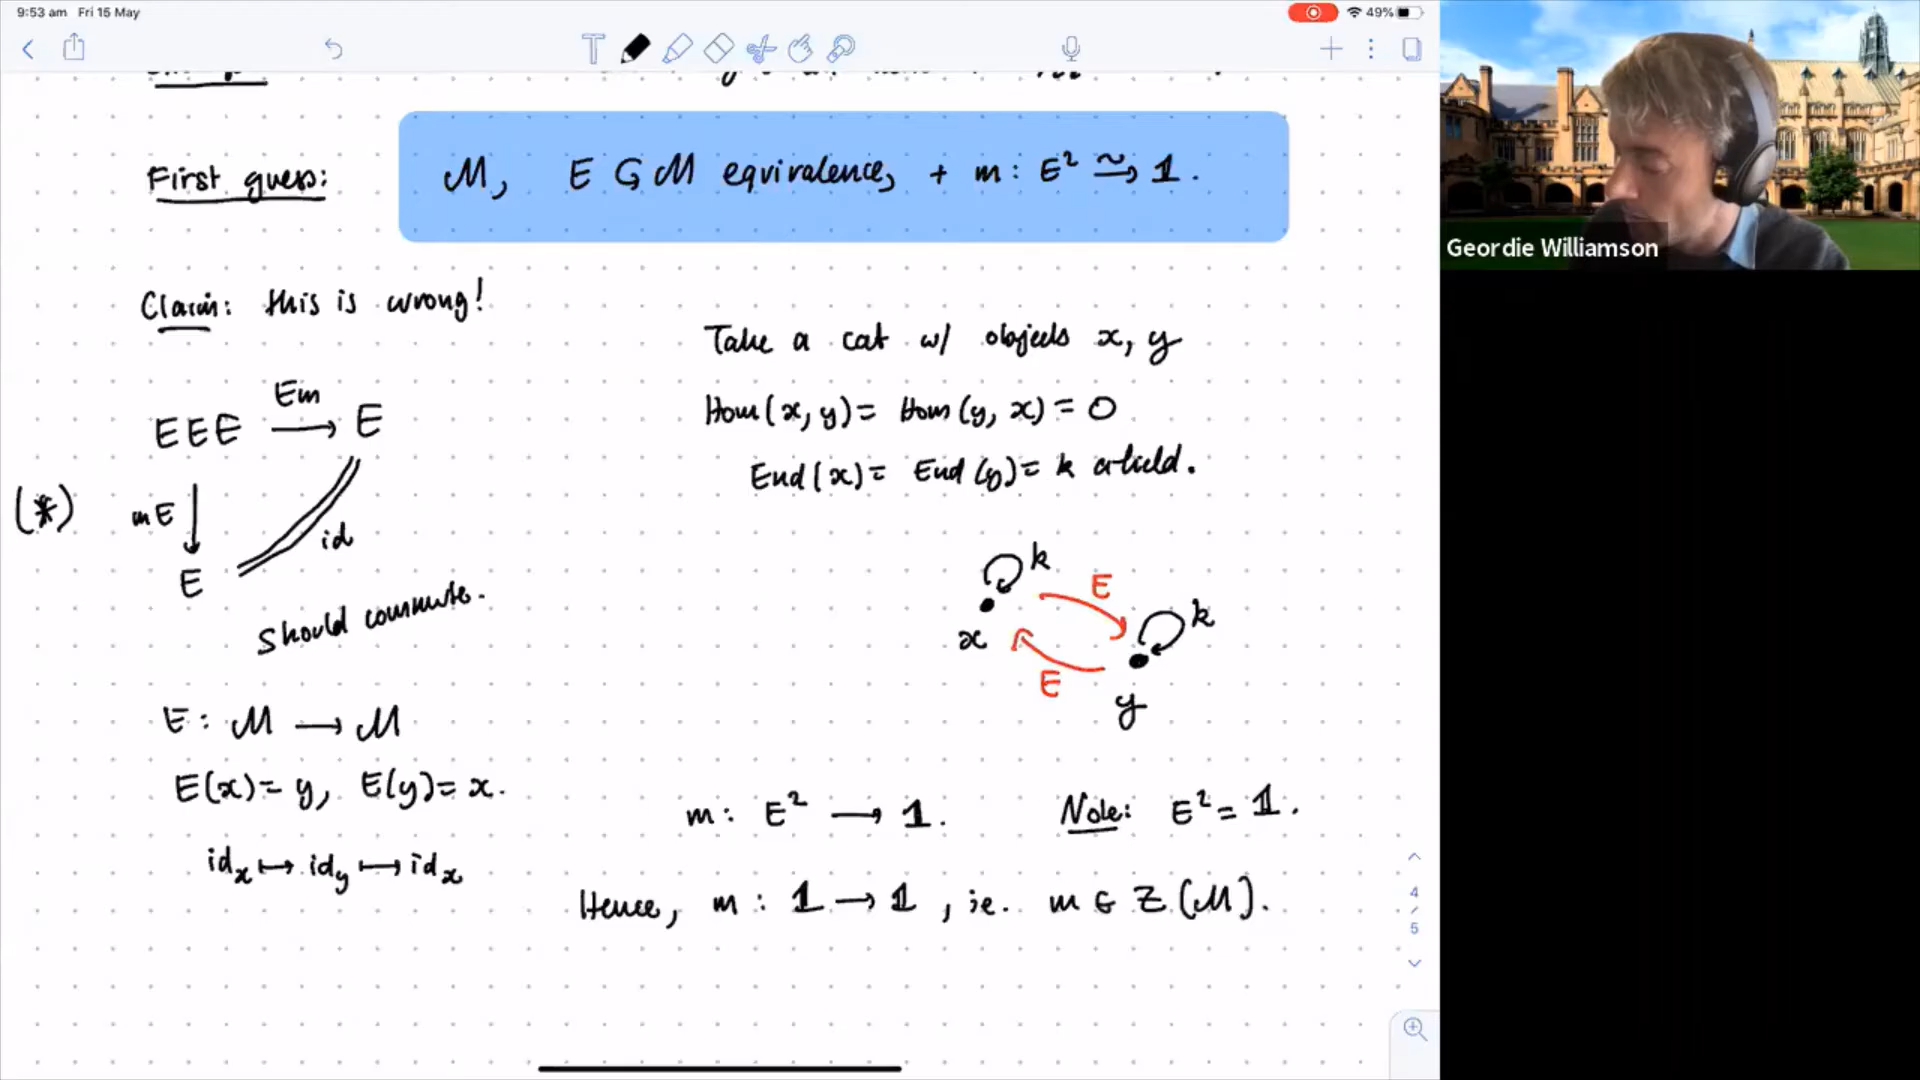 9:53 am Fri 15 May
49%
First guess:
M, E G M equivalence, + m : E² ⥲ 1.
Claim: this is wrong!
Take a cat w/ objects x, y
Hom(x, y) = Hom(y, x) = 0
End(x) = End(y) = k a field.
EEE Em E
(*) mE id
E
should commute.
k
E
x
k
E
y
E : M → M
E(x) = y, E(y) = x.
id_x ↦ id_y ↦ id_x
m : E² → 1. Note: E² = 1.
Hence, m : 1 → 1, ie. m ∈ Z(M).
4
/
5
Geordie Williamson